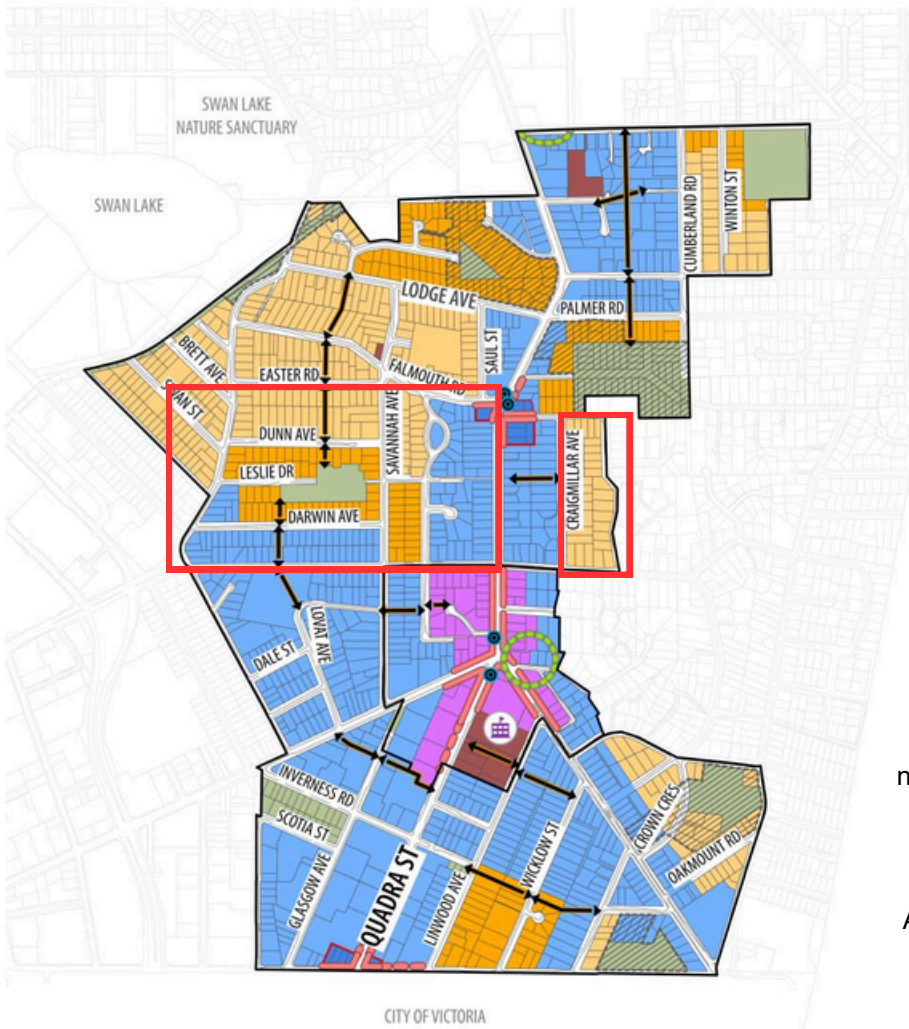 SWAN LAKE
NATURE SANCTUARY
SWAN LAKE
CUMBERLAND RD
WINTON ST
LODGE AVE
PALMER RD
SAUL ST
BRETT AVE
EASTER RD
FALMOUTH RD
SWAN ST
SAVANNAH AVE
DUNN AVE
CRAIGMILLAR AVE
LESLIE DR
DARWIN AVE
LOVAT AVE
DALE ST
INVERNESS RD
n
CROWN CRES
SCOTIA ST
WICKLOW ST
OAKMOUNT RD
GLASGOW AVE
QUADRA ST
LINWOOD AVE
A
CITY OF VICTORIA